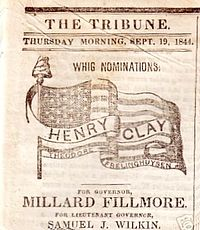 THE TRIBUNE.
THURSDAY MORNING, SEPT. 19, 1844.
WHIG NOMINATIONS.
HENRY CLAY
THEODORE FRELINGHUYSEN
FOR GOVERNOR,
MILLARD FILLMORE.
FOR LIEUTENANT GOVERNOR,
SAMUEL J. WILKIN.